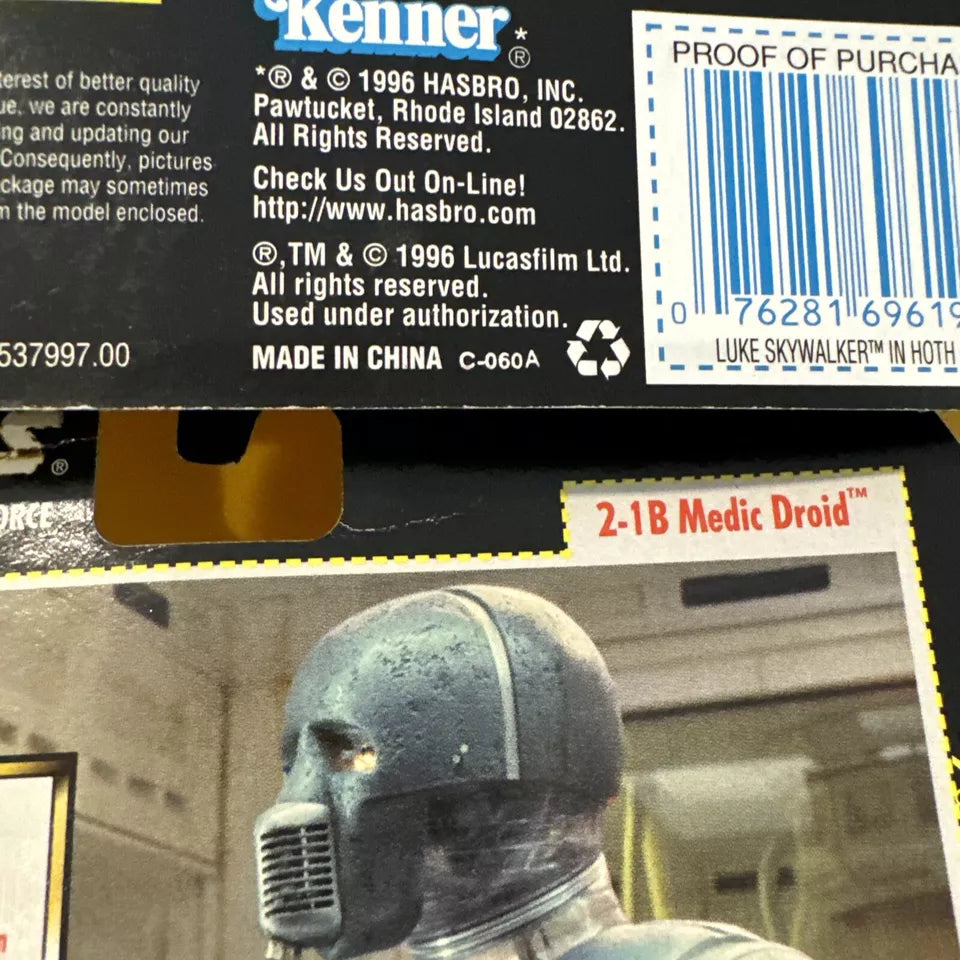 Kenner*®
terest of better quality
ue, we are constantly
ng and updating our
Consequently, pictures
ckage may sometimes
m the model enclosed.
537997.00
*® & © 1996 HASBRO, INC.
Pawtucket, Rhode Island 02862.
All Rights Reserved.
Check Us Out On-Line!
http://www.hasbro.com
®,TM & © 1996 Lucasfilm Ltd.
All rights reserved.
Used under authorization.
MADE IN CHINA C-060A
PROOF OF PURCHA
0 76281 69619
LUKE SKYWALKER™ IN HOTH
S®
ORCE
2-1B Medic Droid™